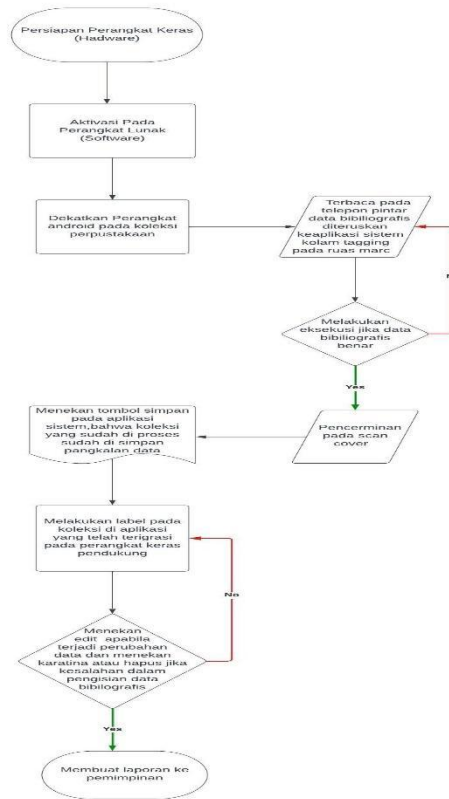 Persiapan Perangkat Keras
(Hadware)
Aktivasi Pada
Perangkat Lunak
(Software)
Dekatkan Perangkat
android pada koleksi
perpustakaan
Terbaca pada
telepon pintar
data bibibiliografis
diteruskan
keaplikasi sistem
kolam tagging
pada ruas marc
Melakukan
eksekusi jika data
bibiliografis
benar
Yes
Pencerminan
pada scan
cover
Menekan tombol simpan
pada aplikasi
sistem,bahwa koleksi
yang sudah di proses
sudah di simpan
pangkalan data
Melakukan label pada
koleksi di aplikasi
yang telah terigrasi
pada perangkat keras
pendukung
No
Menekan
edit apabila
terjadi perubahan
data dan menekan
karatina atau hapus jika
kesalahan dalam
pengisian data
bibibilografis
Yes
Membuat laporan ke
pemimpinan